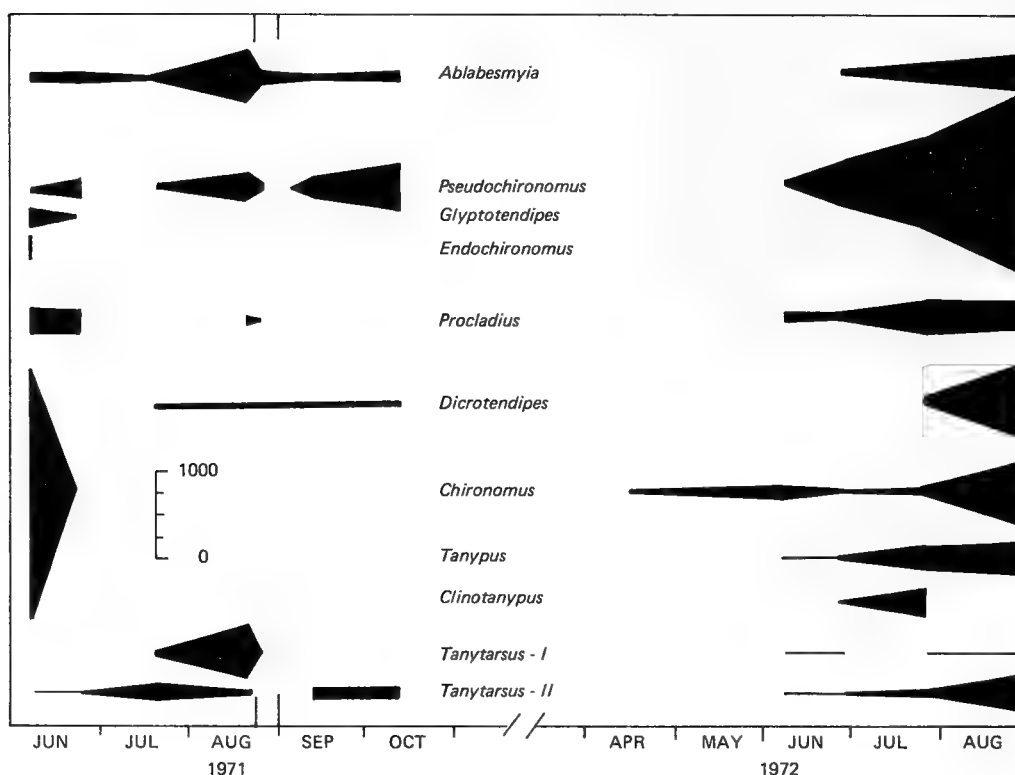 Ablabesmyia
Pseudochironomus
Glyptotendipes
Endochironomus
Procladius
Dicrotendipes
1000
Chironomus
0
Tanypus
Clinotanypus
Tanytarsus - I
Tanytarsus - II
JUN JUL AUG SEP OCT APR MAY JUN JUL AUG
1971 1972